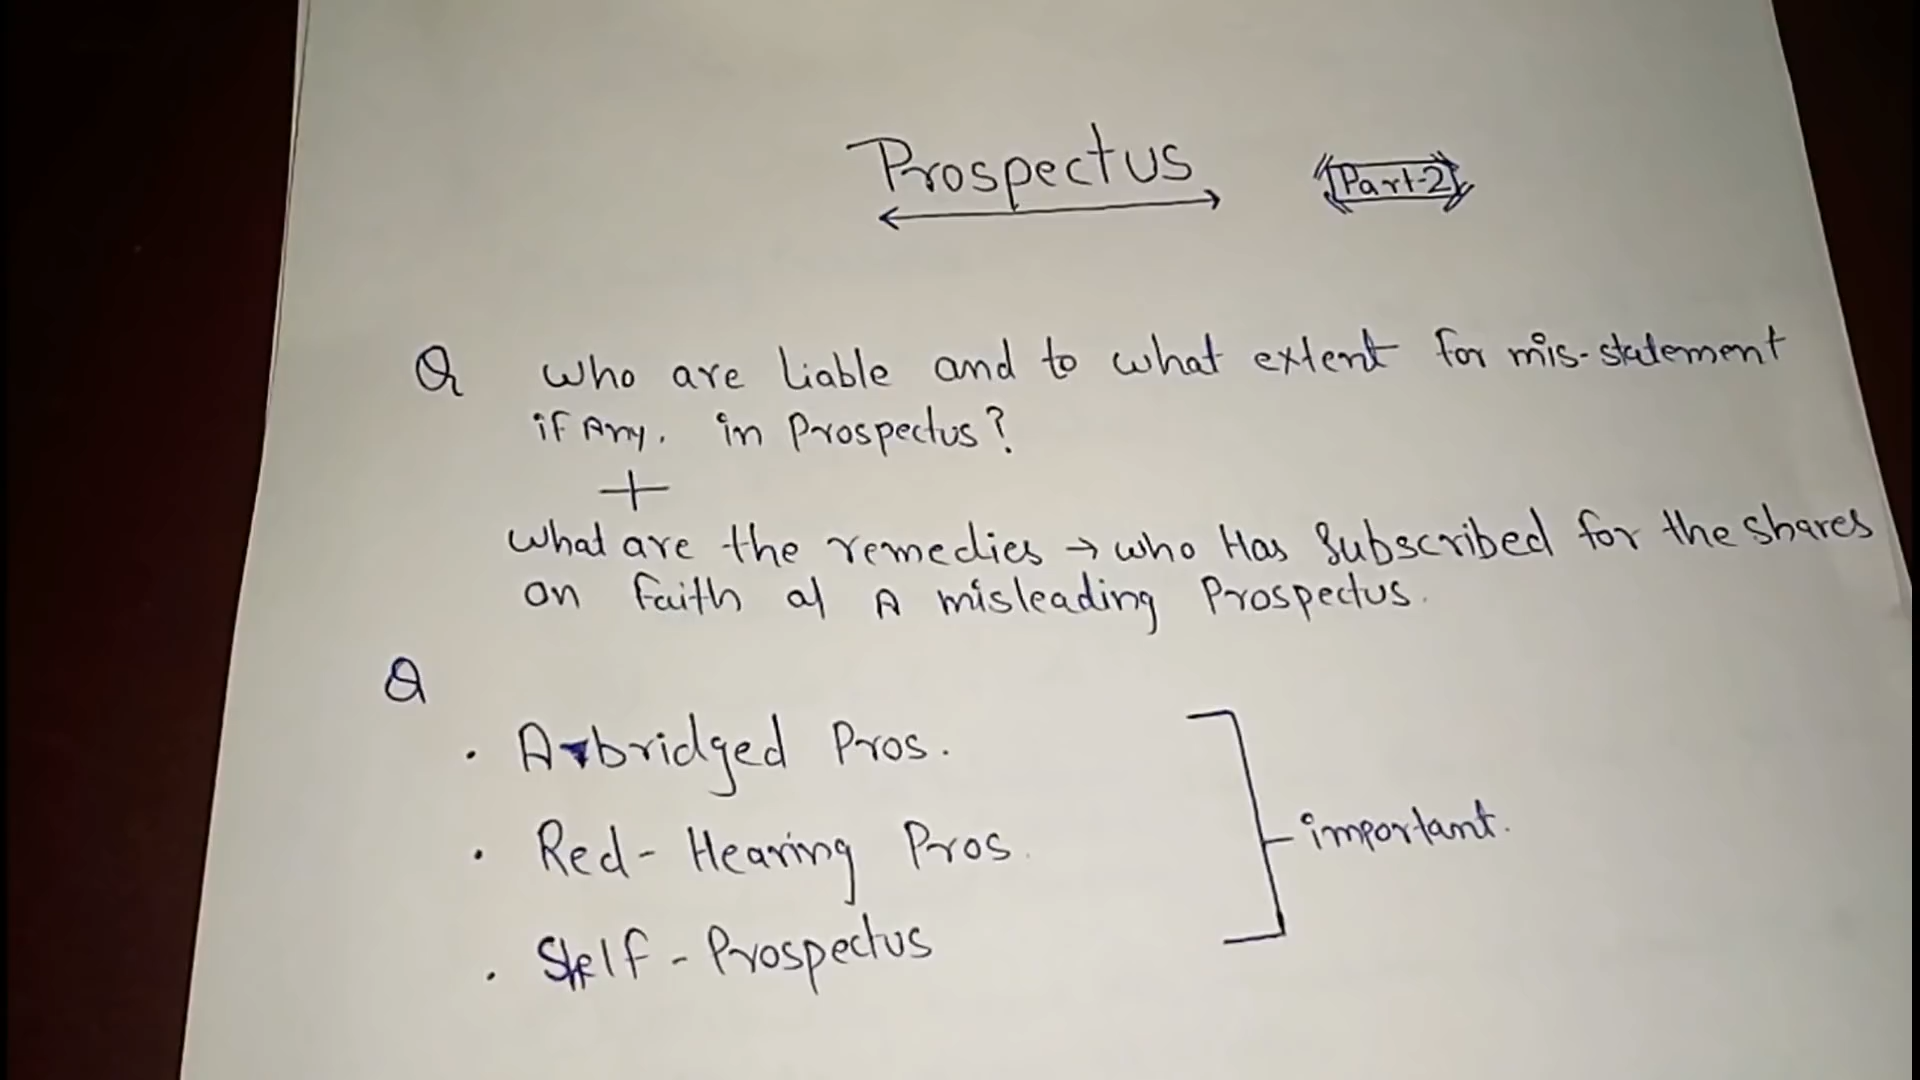 Prospectus
Part-2
Q who are liable and to what extent for mis-statement
if Any. in Prospectus?
+
what are the remedies → who Has Subscribed for the shares
on faith of A misleading Prospectus.
Q
• A-bridged Pros.
• Red-Hearing Pros.
• Shelf-Prospectus
important.